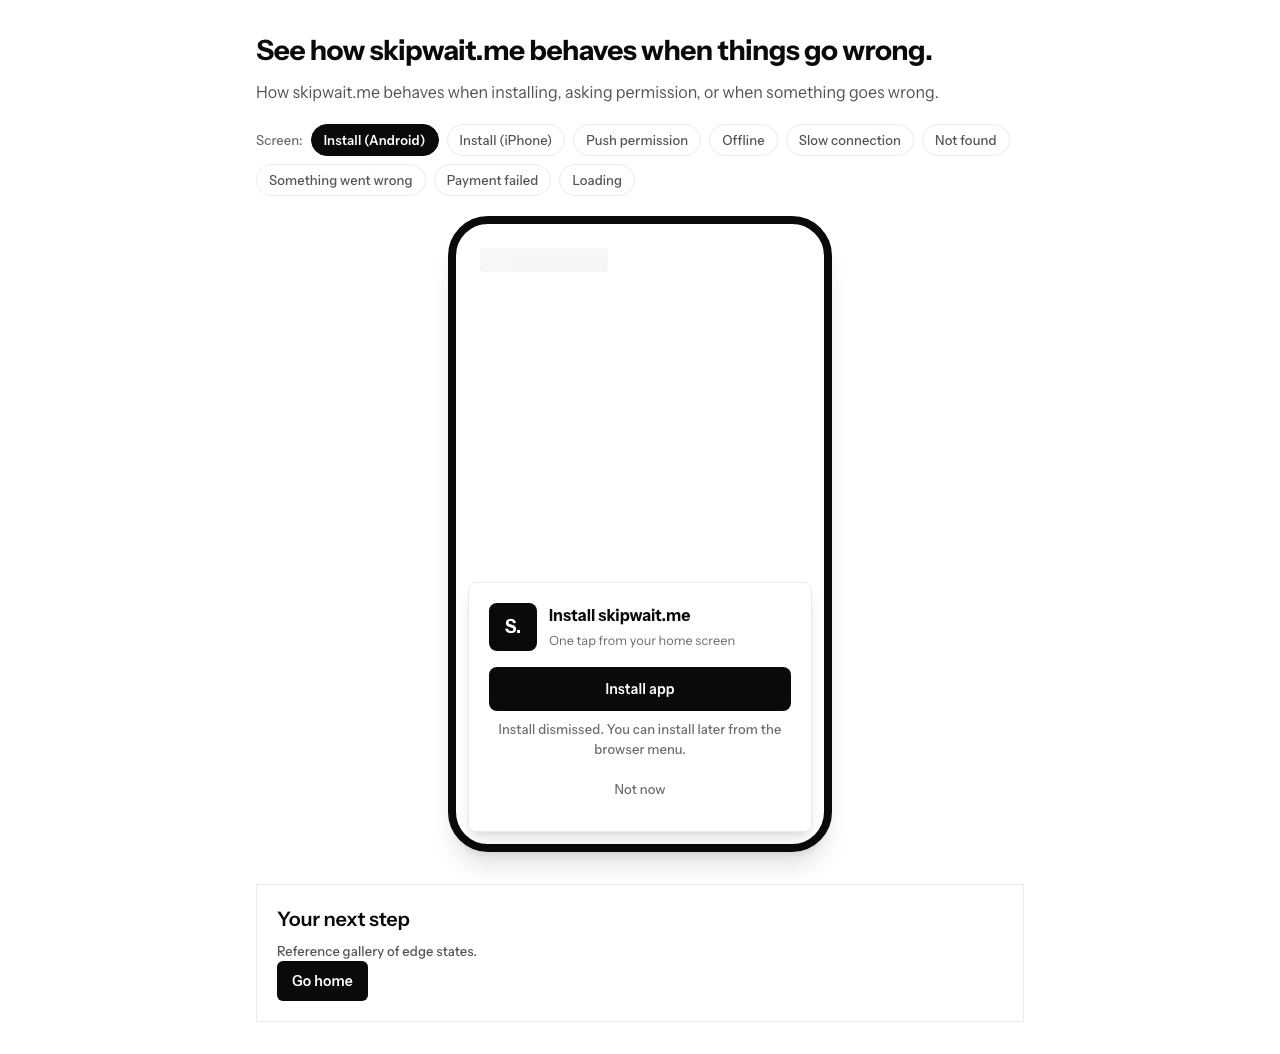 See how skipwait.me behaves when things go wrong.
How skipwait.me behaves when installing, asking permission, or when something goes wrong.
Screen: Install (Android) Install (iPhone) Push permission Offline Slow connection Not found
Something went wrong Payment failed Loading
S.
Install skipwait.me
One tap from your home screen
Install app
Install dismissed. You can install later from the
browser menu.
Not now
Your next step
Reference gallery of edge states.
Go home